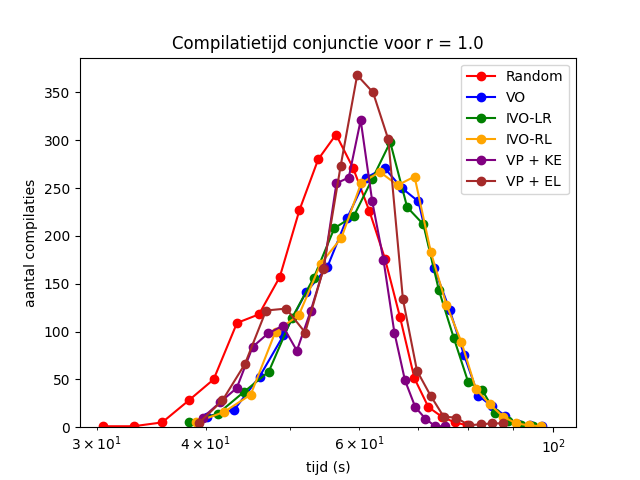 Compilatietijd conjunctie voor r = 1.0
Random
VO
IVO-LR
IVO-RL
VP + KE
VP + EL
aantal compilaties
350
300
250
200
150
100
50
0
3 × 10¹
4 × 10¹
6 × 10¹
10²
tijd (s)